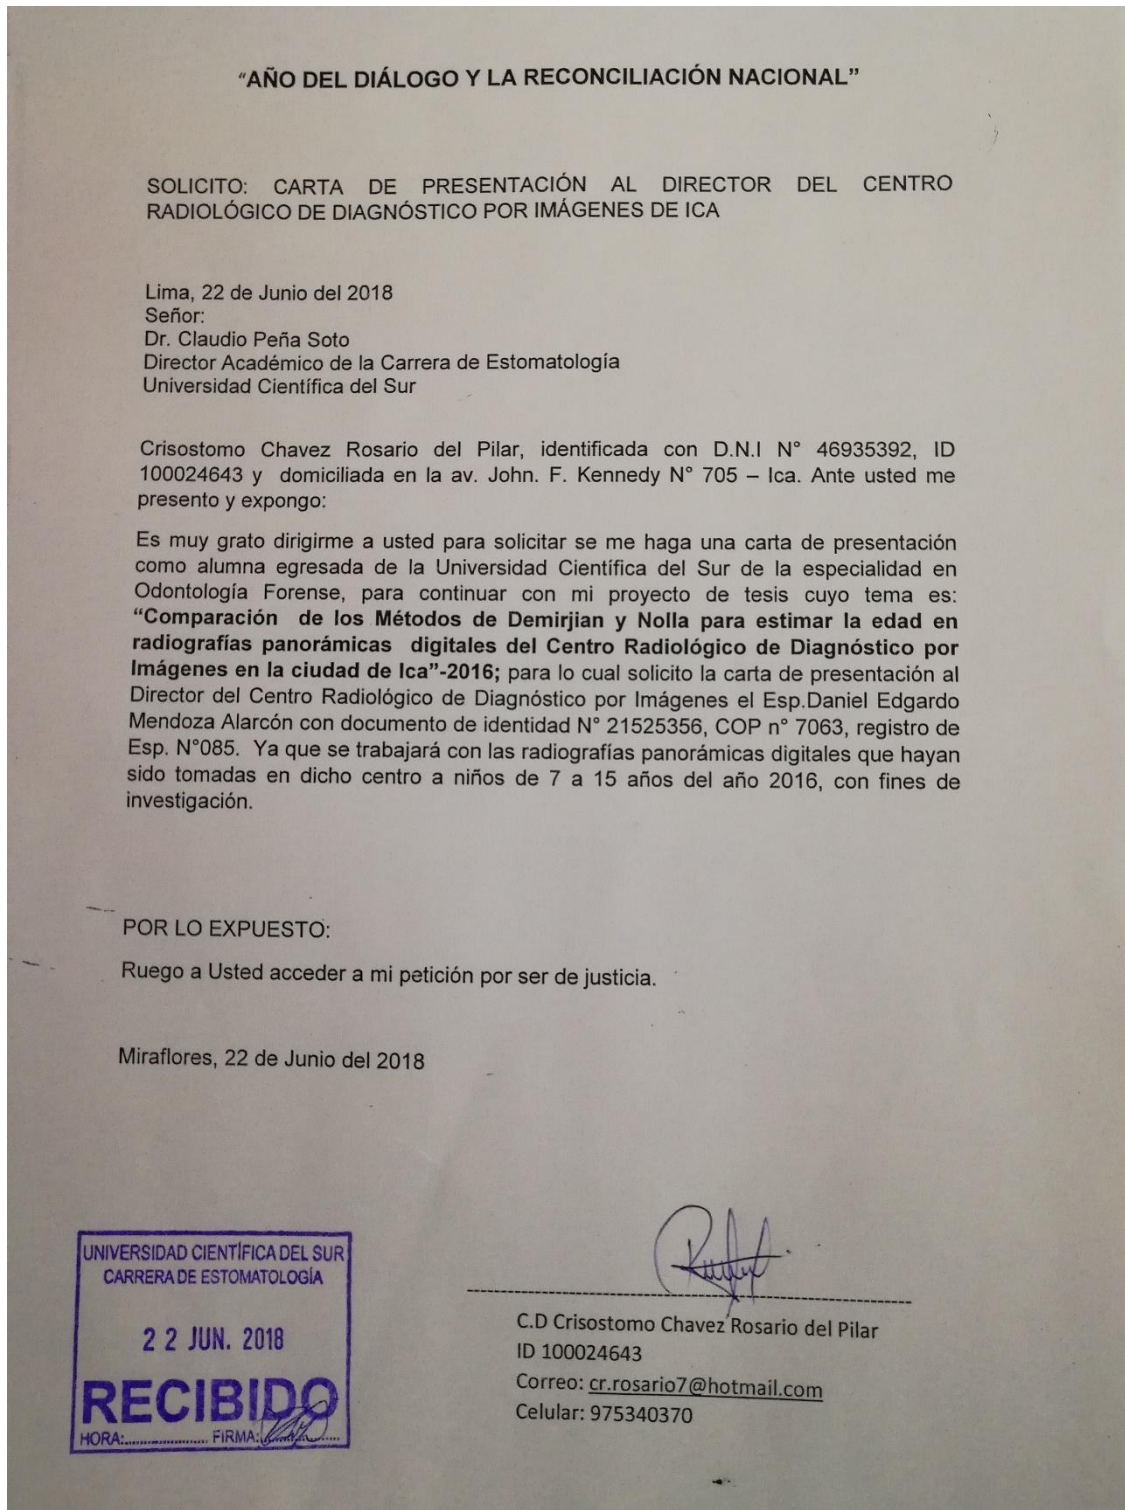 “AÑO DEL DIÁLOGO Y LA RECONCILIACIÓN NACIONAL”
SOLICITO: CARTA DE PRESENTACIÓN AL DIRECTOR DEL CENTRO
RADIOLÓGICO DE DIAGNÓSTICO POR IMÁGENES DE ICA
Lima, 22 de Junio del 2018
Señor:
Dr. Claudio Peña Soto
Director Académico de la Carrera de Estomatología
Universidad Científica del Sur
Crisostomo Chavez Rosario del Pilar, identificada con D.N.I N° 46935392, ID
100024643 y domiciliada en la av. John. F. Kennedy N° 705 – Ica. Ante usted me
presento y expongo:
Es muy grato dirigirme a usted para solicitar se me haga una carta de presentación
como alumna egresada de la Universidad Científica del Sur de la especialidad en
Odontología Forense, para continuar con mi proyecto de tesis cuyo tema es:
“Comparación de los Métodos de Demirjian y Nolla para estimar la edad en
radiografías panorámicas digitales del Centro Radiológico de Diagnóstico por
Imágenes en la ciudad de Ica”-2016; para lo cual solicito la carta de presentación al
Director del Centro Radiológico de Diagnóstico por Imágenes el Esp.Daniel Edgardo
Mendoza Alarcón con documento de identidad N° 21525356, COP n° 7063, registro de
Esp. N°085. Ya que se trabajará con las radiografías panorámicas digitales que hayan
sido tomadas en dicho centro a niños de 7 a 15 años del año 2016, con fines de
investigación.
POR LO EXPUESTO:
Ruego a Usted acceder a mi petición por ser de justicia.
Miraflores, 22 de Junio del 2018
UNIVERSIDAD CIENTÍFICA DEL SUR
CARRERA DE ESTOMATOLOGÍA
22 JUN. 2018
RECIBIDO
HORA:..................... FIRMA:.....................
C.D Crisostomo Chavez Rosario del Pilar
ID 100024643
Correo: cr.rosario7@hotmail.com
Celular: 975340370